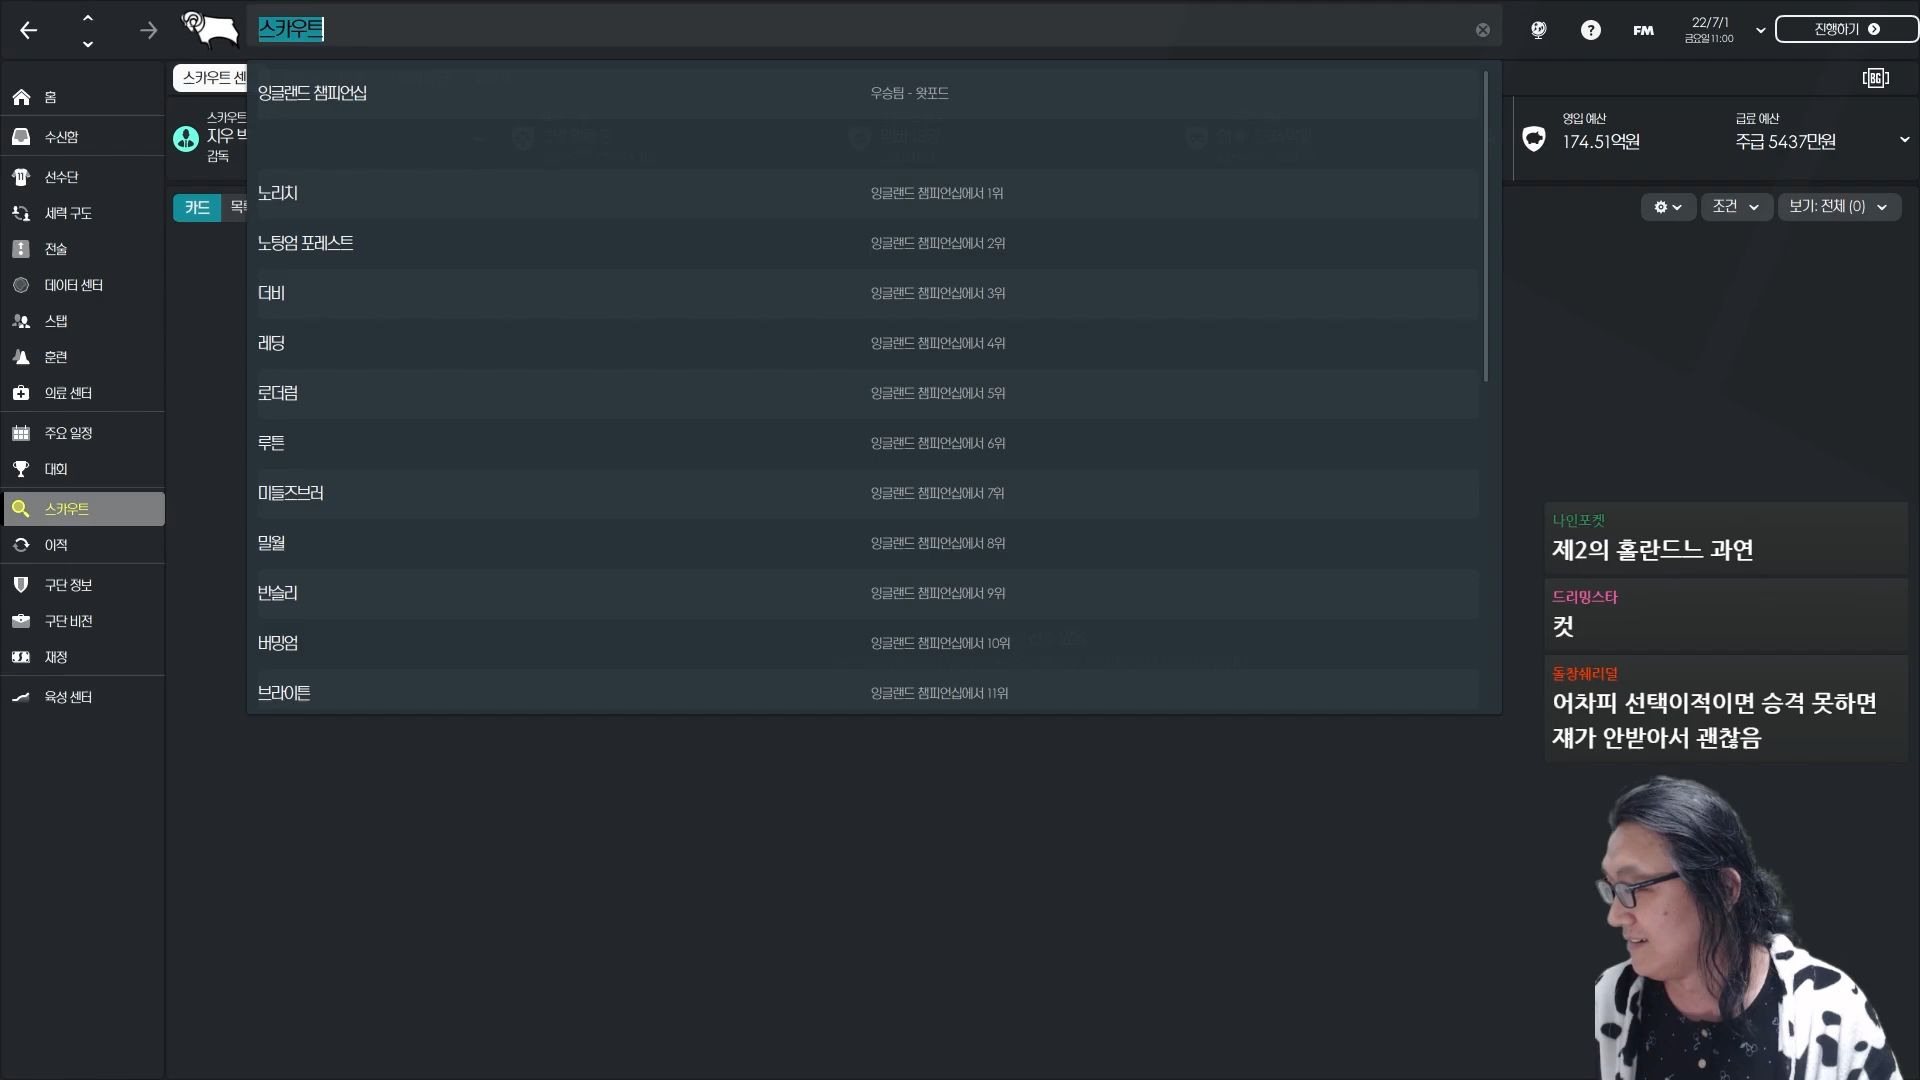 스카우트
22/7/1
금요일 11:00
FM
진행하기
홈
수신함
선수단
세력 구도
전술
데이터 센터
스탭
훈련
의료 센터
주요 일정
대회
스카우트
이적
구단 정보
구단 비전
재정
육성 센터
스카우트 센
스카우트
지우 박
감독
카드
목록
잉글랜드 챔피언십
우승팀 - 왓포드
노리치
잉글랜드 챔피언십에서 1위
노팅엄 포레스트
잉글랜드 챔피언십에서 2위
더비
잉글랜드 챔피언십에서 3위
레딩
잉글랜드 챔피언십에서 4위
로더럼
잉글랜드 챔피언십에서 5위
루튼
잉글랜드 챔피언십에서 6위
미들즈브러
잉글랜드 챔피언십에서 7위
밀월
잉글랜드 챔피언십에서 8위
반슬리
잉글랜드 챔피언십에서 9위
버밍엄
잉글랜드 챔피언십에서 10위
브라이튼
잉글랜드 챔피언십에서 11위
[BG]
영입 예산
174.51억원
급료 예산
주급 5437만원
조건
보기: 전체 (0)
나인포켓
제2의 홀란드느 과연
드리밍스타
컷
돌창쉐리덜
어차피 선택이적이면 승격 못하면
쟤가 안받아서 괜찮음